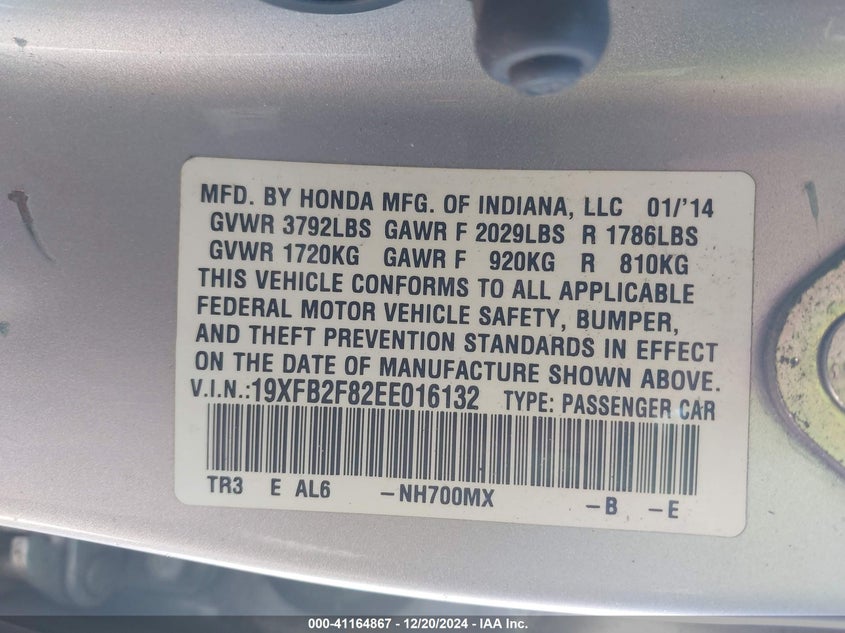 MFD. BY HONDA MFG. OF INDIANA, LLC 01/'14
GVWR 3792LBS GAWR F 2029LBS R 1786LBS
GVWR 1720KG GAWR F 920KG R 810KG
THIS VEHICLE CONFORMS TO ALL APPLICABLE
FEDERAL MOTOR VEHICLE SAFETY, BUMPER,
AND THEFT PREVENTION STANDARDS IN EFFECT
ON THE DATE OF MANUFACTURE SHOWN ABOVE.
V.I.N.:19XFB2F82EE016132 TYPE: PASSENGER CAR
TR3 E AL6 -NH700MX -B -E
000-41164867 - 12/20/2024 - IAA Inc.